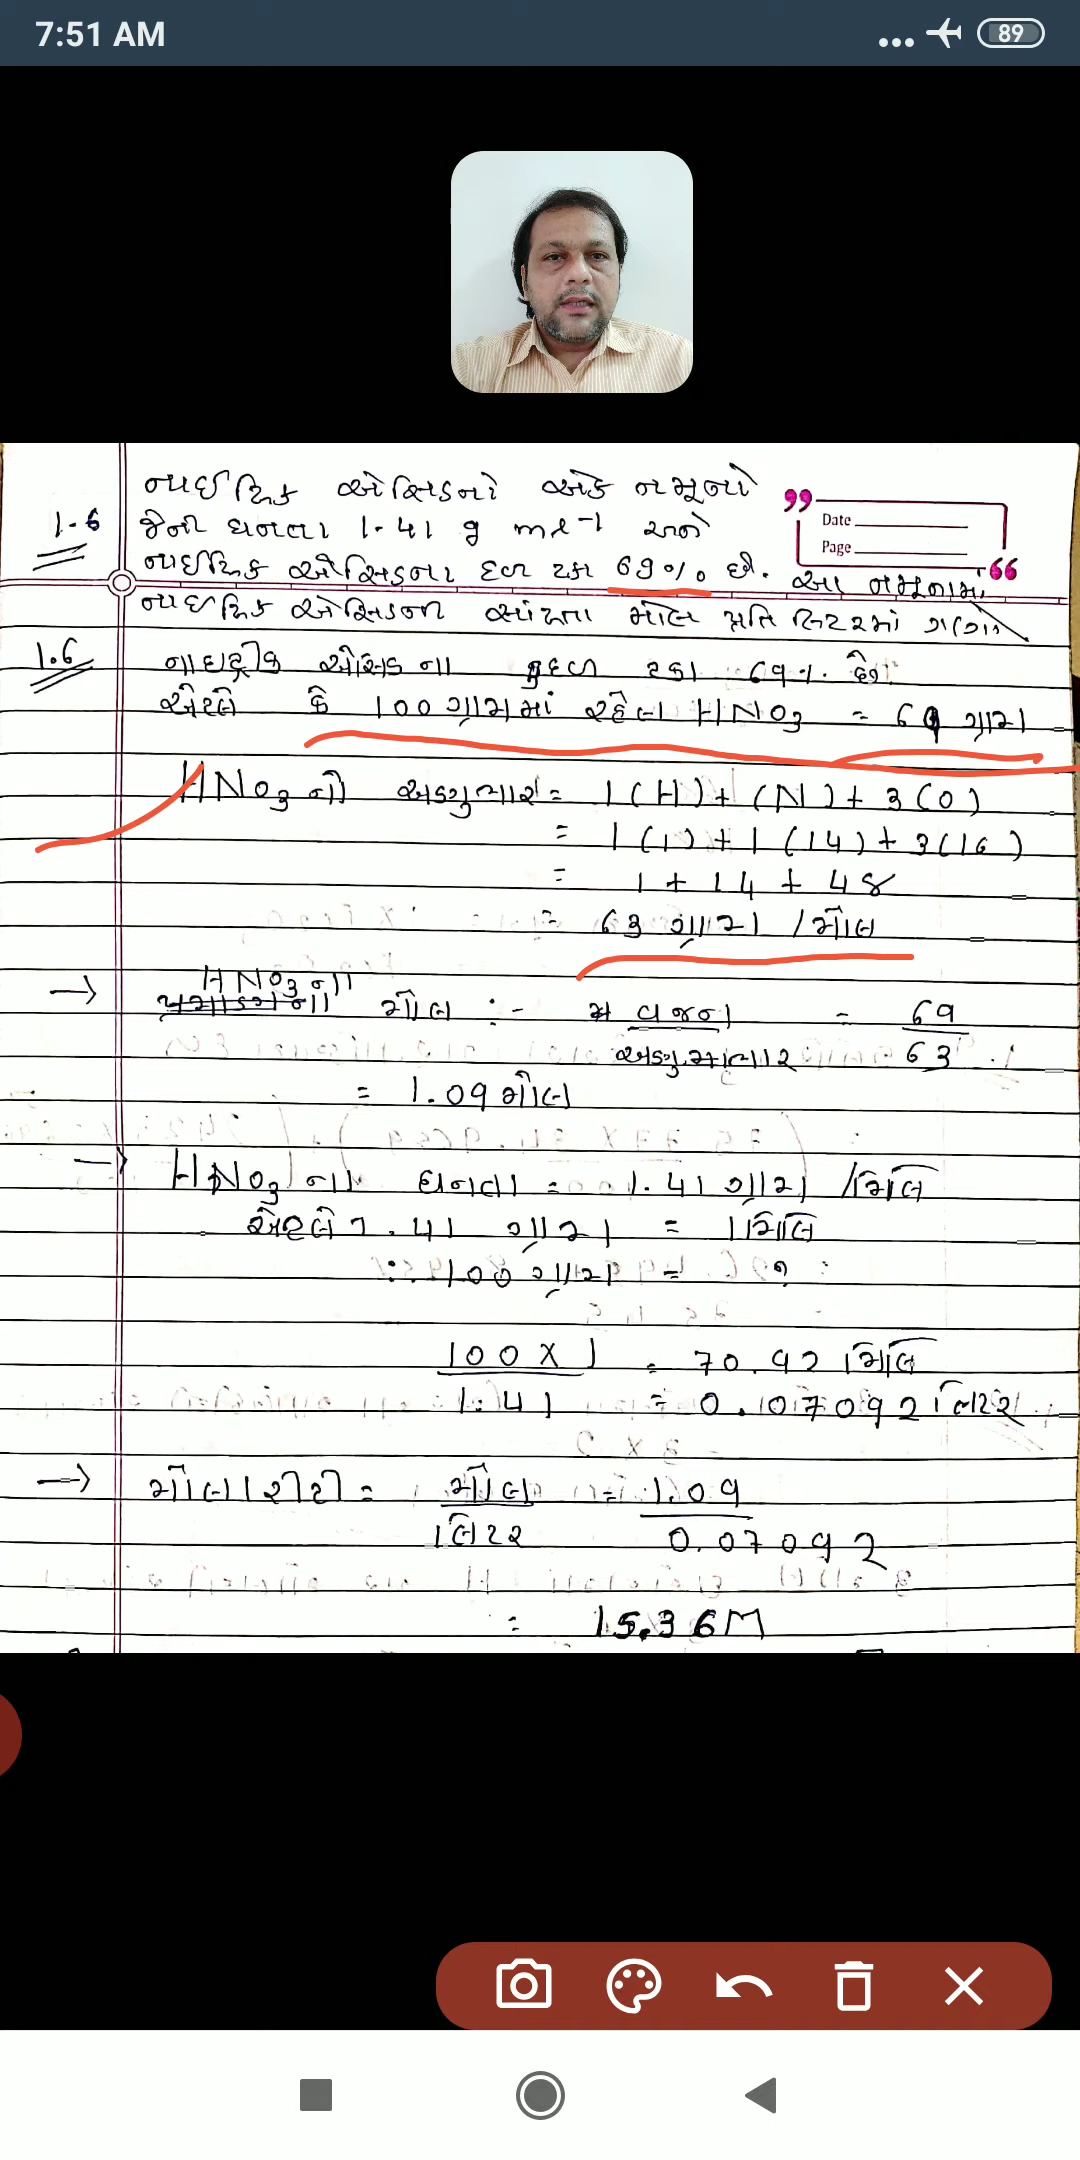 7:51 AM
89
નાઈટ્રિક એસિડનો એક નમૂનો
1.6 જેની ઘનતા 1.41 g ml⁻¹ અને
Date
Page
નાઈટ્રિક એસિડના દળ ટકા 69% છે. આ નમૂનામાં
નાઈટ્રિક એસિડની સાંદ્રતા મોલ પ્રતિ લિટરમાં ગણો
1.6 નાઇટ્રીક એસિડ ના દળ ટકા 69%. છે
એટલે કે 100 ગ્રામમાં રહેલ HNO3 = 69 ગ્રામ
HNO3 નો અણુભાર = 1(H)+(N)+3(O)
= 1(1)+1(14)+3(16)
= 1+14+48
= 63 ગ્રામ/મોલ
→ HNO3 ના
મોલ :- વજન = 69
અણુભાર 63
= 1.09 મોલ
→ HNO3 ના ઘનતા = 1.41 ગ્રામ/મિલિ
એટલે 1.41 ગ્રામ = 1મિલિ
∴ 100 ગ્રામ = ?
100 x 1 = 70.92 મિલિ
1.41 = 0.07092 લિટર
→ મોલારીટી = મોલ = 1.09
લિટર 0.07092
= 15.36M